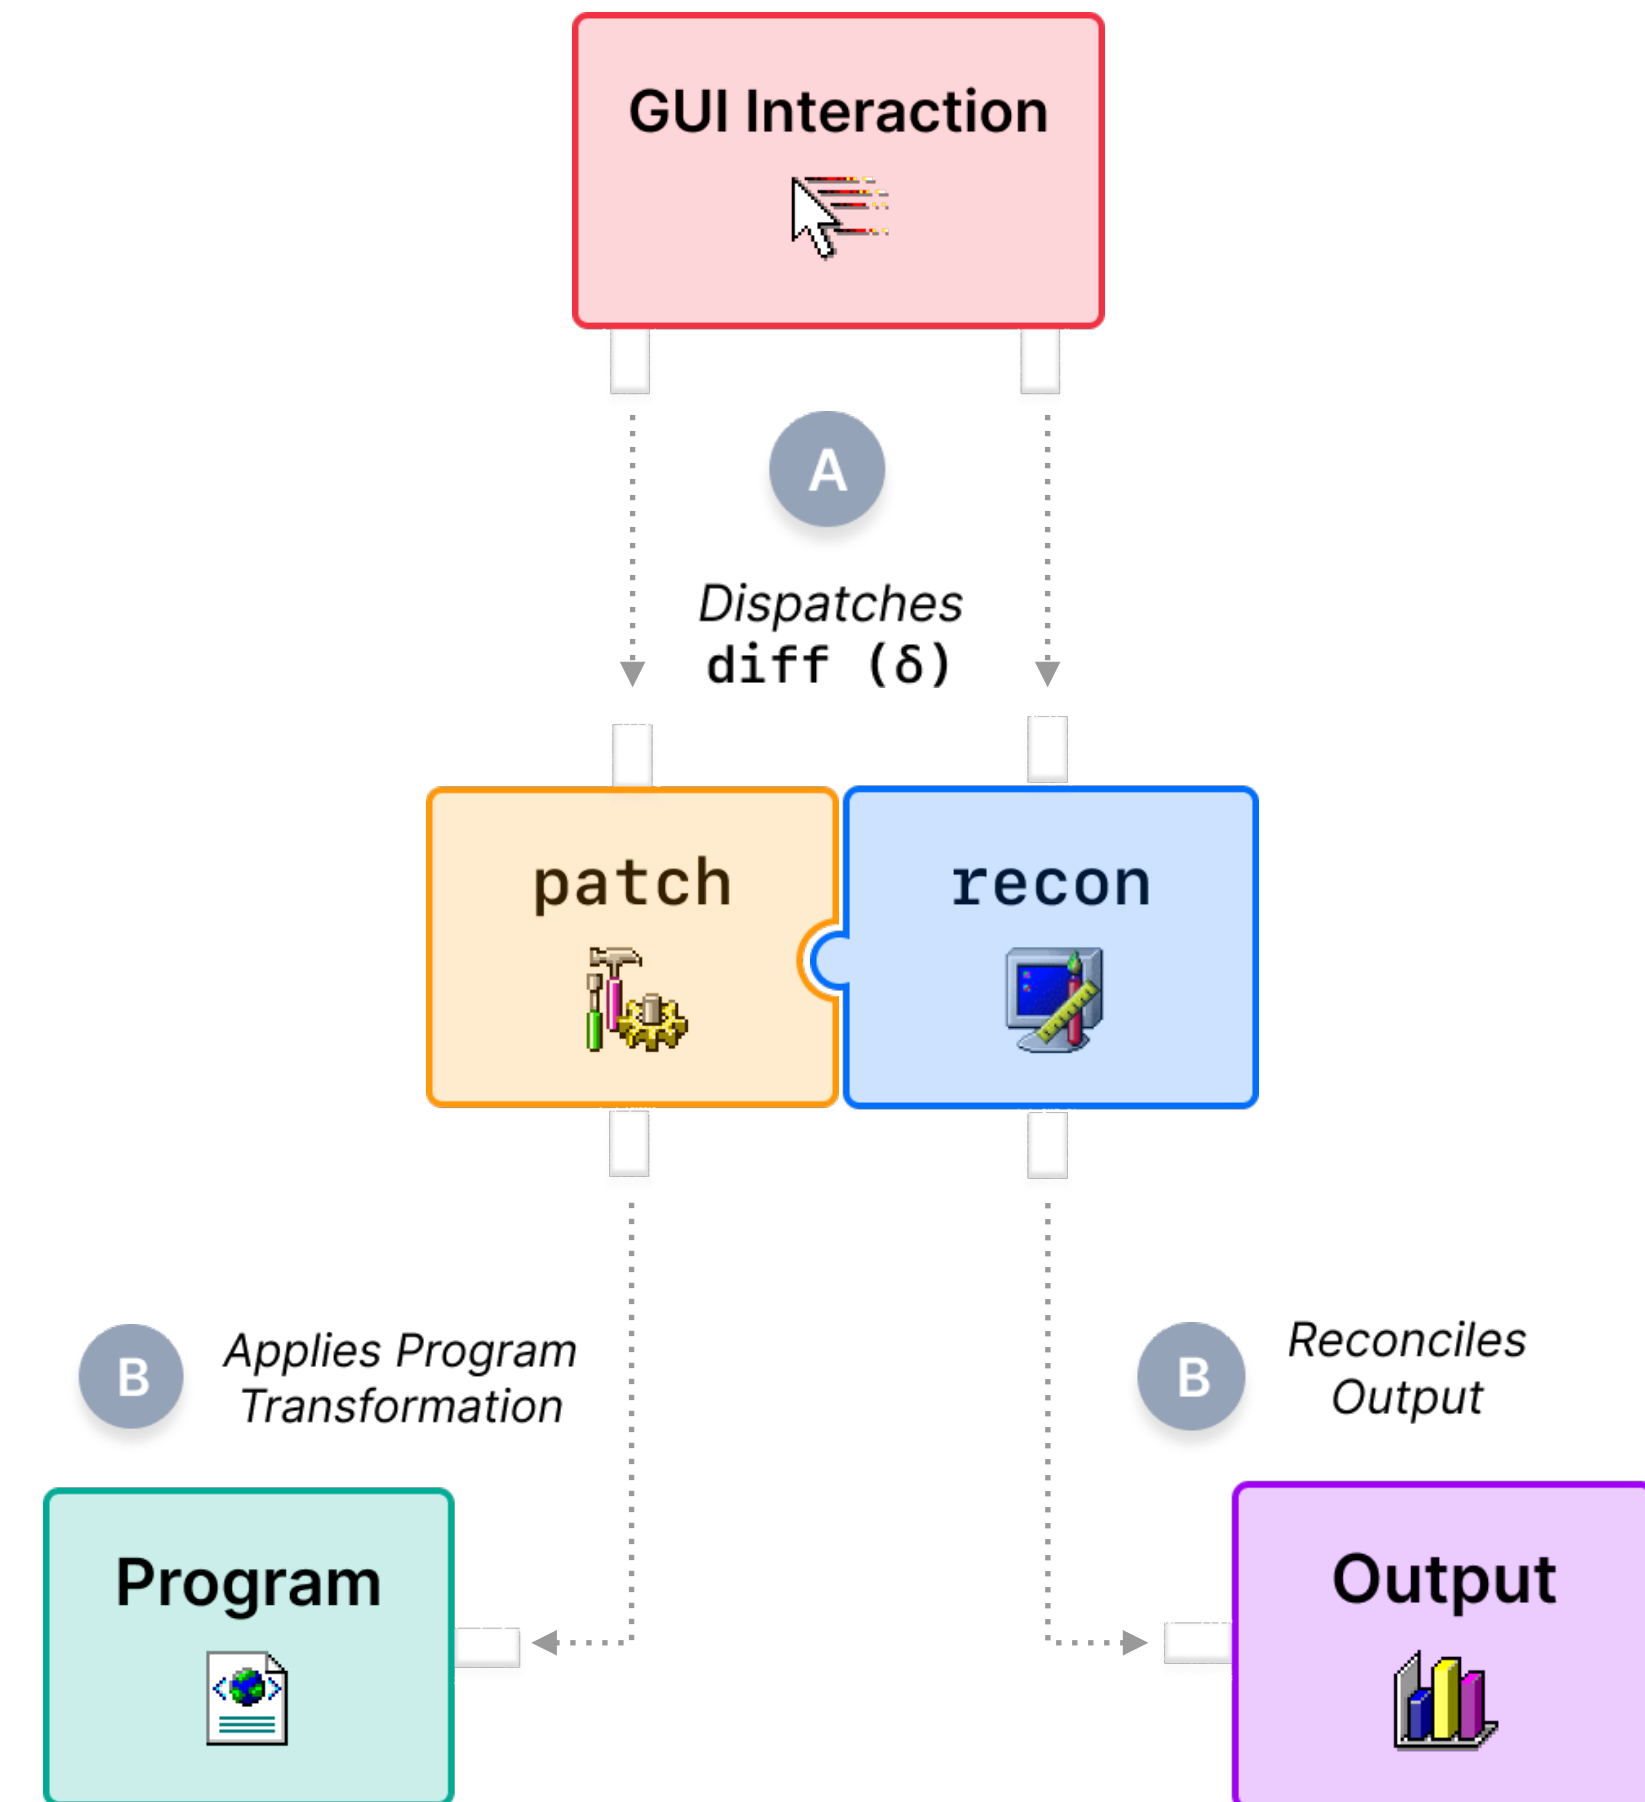 GUI Interaction
A
Dispatches
diff (δ)
patch
recon
B
Applies Program
Transformation
B
Reconciles
Output
Program
Output